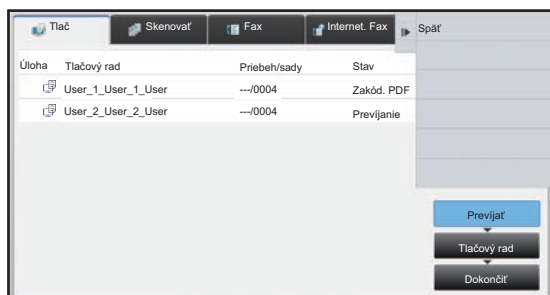 Tlač Skenovať Fax Internet. Fax Späť
Úloha Tlačový rad Priebeh/sady Stav
User_1_User_1_User ---/0004 Zakód. PDF
User_2_User_2_User ---/0004 Prevíjanie
Prevíjať
Tlačový rad
Dokončiť